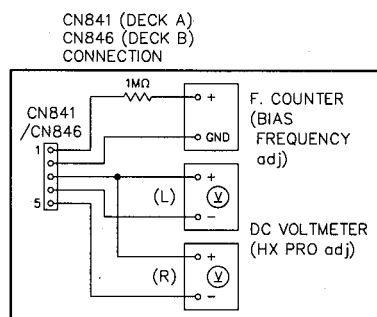 CN841 (DECK A)
CN846 (DECK B)
CONNECTION
1MΩ
+
F. COUNTER
(BIAS
FREQUENCY
adj)
CN841
/CN846
1
GND
+
(L)
V
-
5
DC VOLTMETER
(HX PRO adj)
+
(R)
V
-